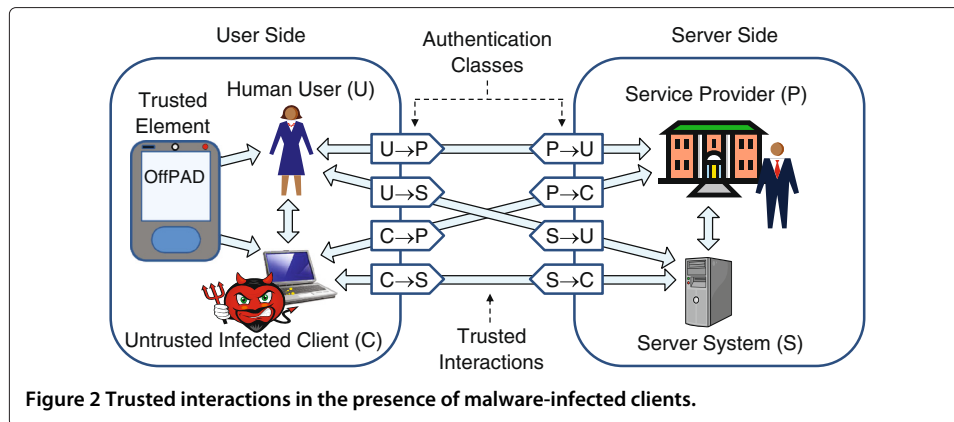 User Side
Authentication
Classes
Server Side
Trusted
Element
Human User (U)
Service Provider (P)
OffPAD
U→P
P→U
U→S
P→C
C→P
S→U
C→S
S→C
Untrusted Infected Client (C)
Trusted
Interactions
Server System (S)
Figure 2 Trusted interactions in the presence of malware-infected clients.